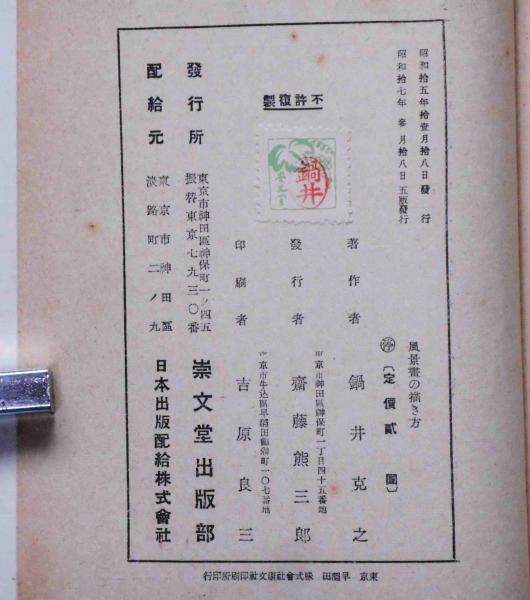 昭和拾五年拾壹月拾八日發行
昭和拾七年參月拾八日五版發行
風景畫の描き方
㊕〔定價貳圓〕
不許復製
鍋井
著作者 鍋井克之
東京市神田區神保町一丁目四十五番地
發行者 齋藤熊三郎
東京市牛込區早稻田鶴巻町一〇七番地
印刷者 吉原良三
東京市神田區神保町一ノ四五
振替東京七九三〇番
發行所 崇文堂出版部
東京市神田區
淡路町二ノ九
配給元 日本出版配給株式會社
東京 早稻田 株式會社 印刷所印行